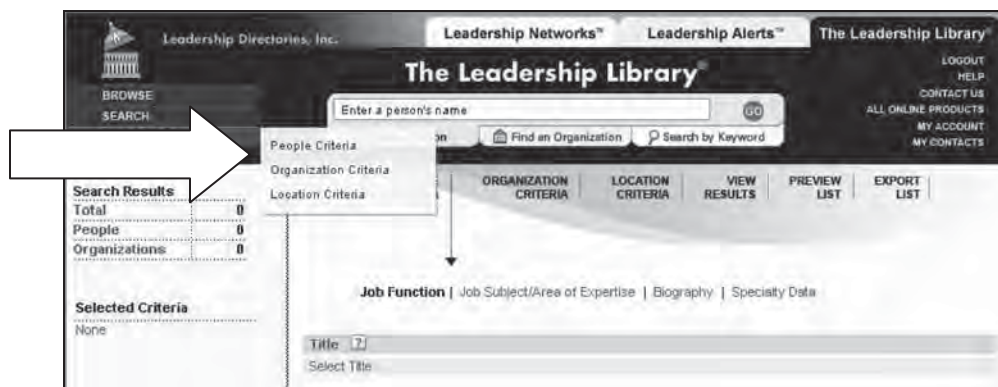 Leadership Directories, Inc.
Leadership Networks™
Leadership Alerts™
The Leadership Library®
The Leadership Library®
LOGOUT
HELP
CONTACT US
ALL ONLINE PRODUCTS
MY ACCOUNT
MY CONTACTS
BROWSE
SEARCH
Enter a person's name
GO
Find an Organization
Search by Keyword
People Criteria
Organization Criteria
Location Criteria
ORGANIZATION CRITERIA
LOCATION CRITERIA
VIEW RESULTS
PREVIEW LIST
EXPORT LIST
Search Results
Total 0
People 0
Organizations 0
Selected Criteria
None
Job Function | Job Subject/Area of Expertise | Biography | Specialty Data
Title ?
Select Title